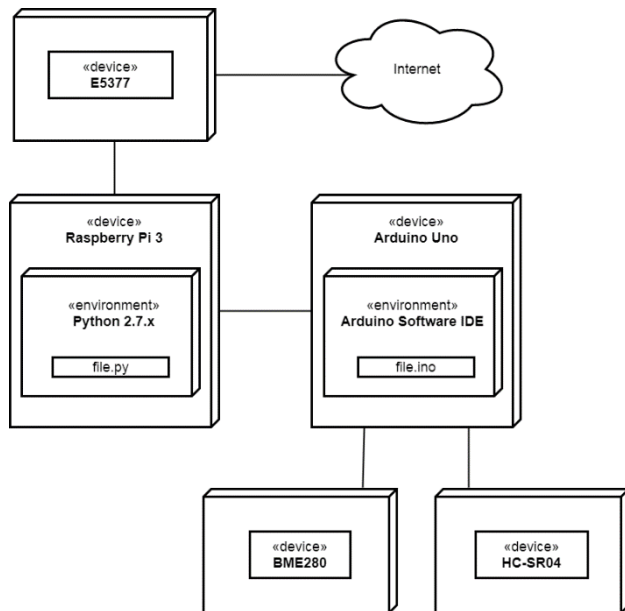 «device»
E5377
Internet
«device»
Raspberry Pi 3
«environment»
Python 2.7.x
file.py
«device»
Arduino Uno
«environment»
Arduino Software IDE
file.ino
«device»
BME280
«device»
HC-SR04